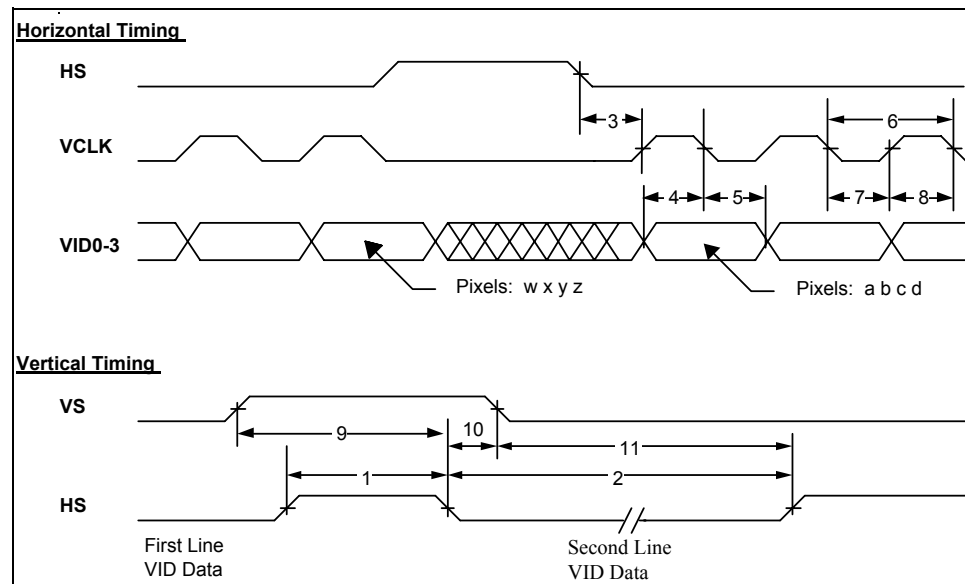 Horizontal Timing
HS
3
6
VCLK
4
5
7
8
VID0-3
Pixels: w x y z
Pixels: a b c d
Vertical Timing
VS
9
10
11
1
2
HS
First Line
VID Data
Second Line
VID Data